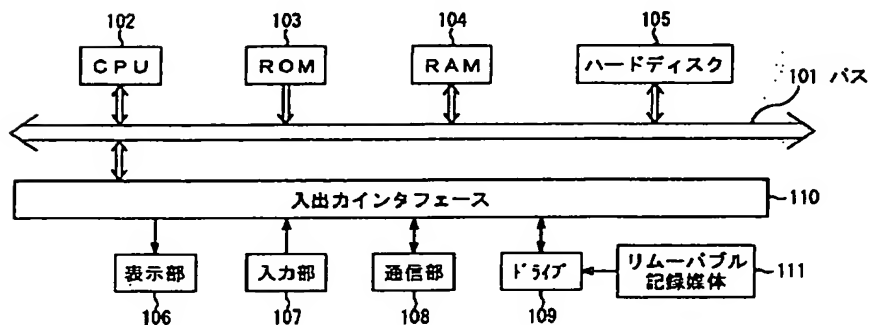 102
103
104
105
CPU
ROM
RAM
ハードディスク
101 バス
入出力インタフェース
110
表示部
入力部
通信部
ドライブ
リムーバブル
記録媒体
111
106
107
108
109